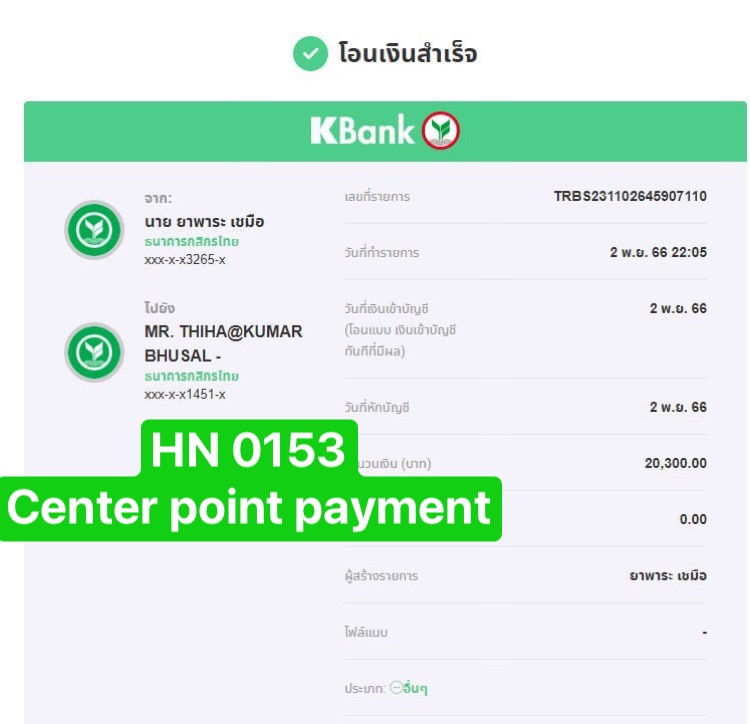 โอนเงินสำเร็จ
KBank
จาก:
นาย ยาพาระ เชมือ
ธนาคารกสิกรไทย
xxx-x-x3265-x
ไปยัง
MR. THIHA@KUMAR
BHUSAL -
ธนาคารกสิกรไทย
xxx-x-x1451-x
HN 0153
Center point payment
เลขที่รายการ TRBS231102645907110
วันที่ทำรายการ 2 พ.ย. 66 22:05
วันที่เงินเข้าบัญชี 2 พ.ย. 66
(โอนแบบ เงินเข้าบัญชี
ทันทีที่มีผล)
วันที่หักบัญชี 2 พ.ย. 66
(บาท) 20,300.00
0.00
ผู้สร้างรายการ ยาพาระ เชมือ
ไฟล์แนบ -
ประเภท: อื่นๆ